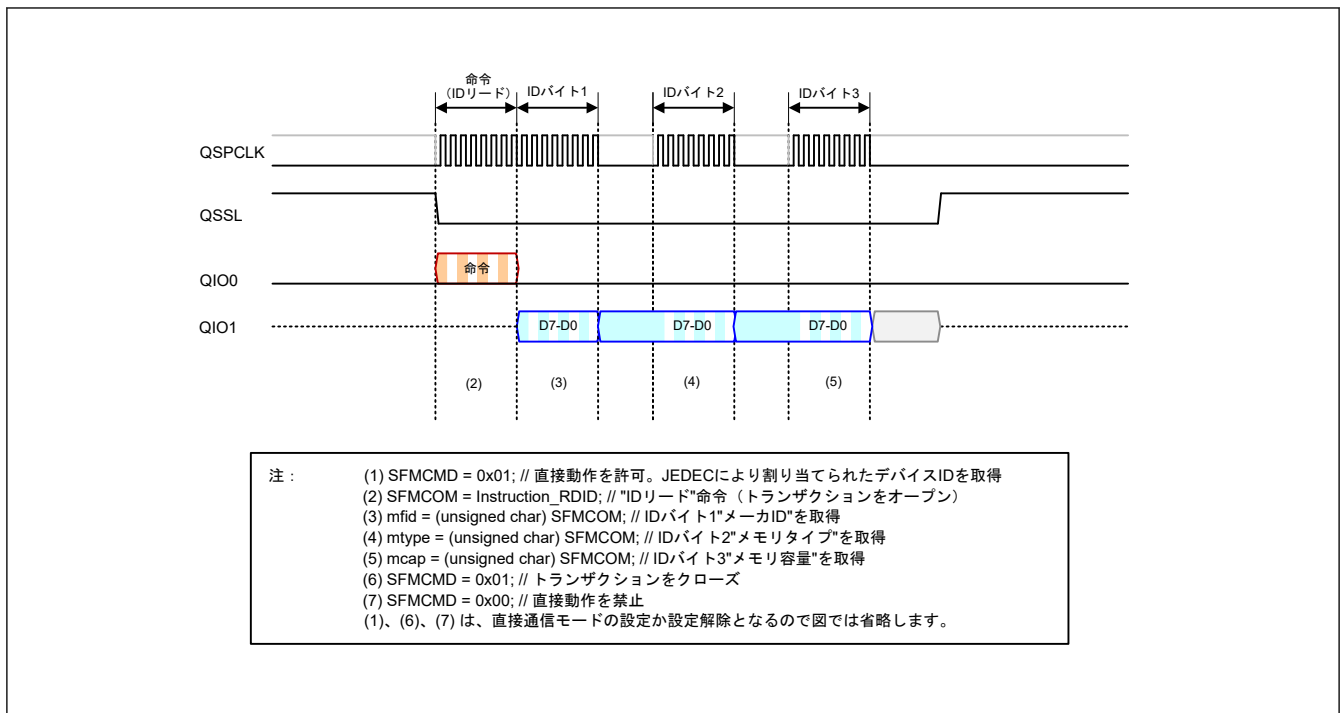 命令
(IDリード) IDバイト1 IDバイト2 IDバイト3
QSPCLK
QSSL
命令
QIO0
QIO1 D7-D0 D7-D0 D7-D0
(2) (3) (4) (5)
注： (1) SFMCMD = 0x01; // 直接動作を許可。JEDECにより割り当てられたデバイスIDを取得
(2) SFMCOM = Instruction_RDID; // "IDリード"命令（トランザクションをオープン）
(3) mfid = (unsigned char) SFMCOM; // IDバイト1"メーカID"を取得
(4) mtype = (unsigned char) SFMCOM; // IDバイト2"メモリタイプ"を取得
(5) mcap = (unsigned char) SFMCOM; // IDバイト3"メモリ容量"を取得
(6) SFMCMD = 0x01; // トランザクションをクローズ
(7) SFMCMD = 0x00; // 直接動作を禁止
(1)、(6)、(7) は、直接通信モードの設定か設定解除となるので図では省略します。